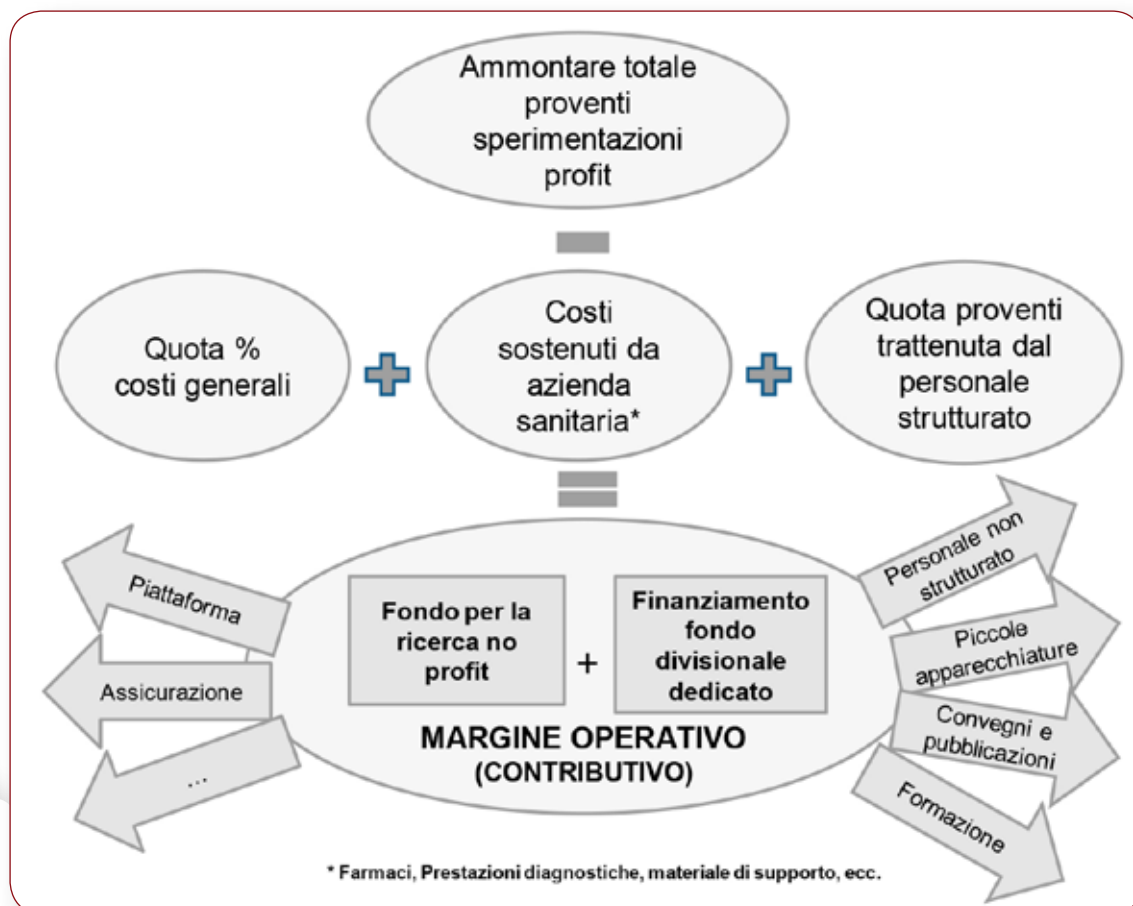 Ammontare totale
proventi
sperimentazioni
profit
Quota %
costi generali
Costi
sostenuti da
azienda
sanitaria*
Quota proventi
trattenuta dal
personale
strutturato
Piattaforma
Assicurazione
...
Fondo per la
ricerca no
profit
+
Finanziamento
fondo
divisionale
dedicato
MARGINE OPERATIVO
(CONTRIBUTIVO)
Personale non
strutturato
Piccole
apparecchiature
Convegni e
pubblicazioni
Formazione
* Farmaci, Prestazioni diagnostiche, materiale di supporto, ecc.